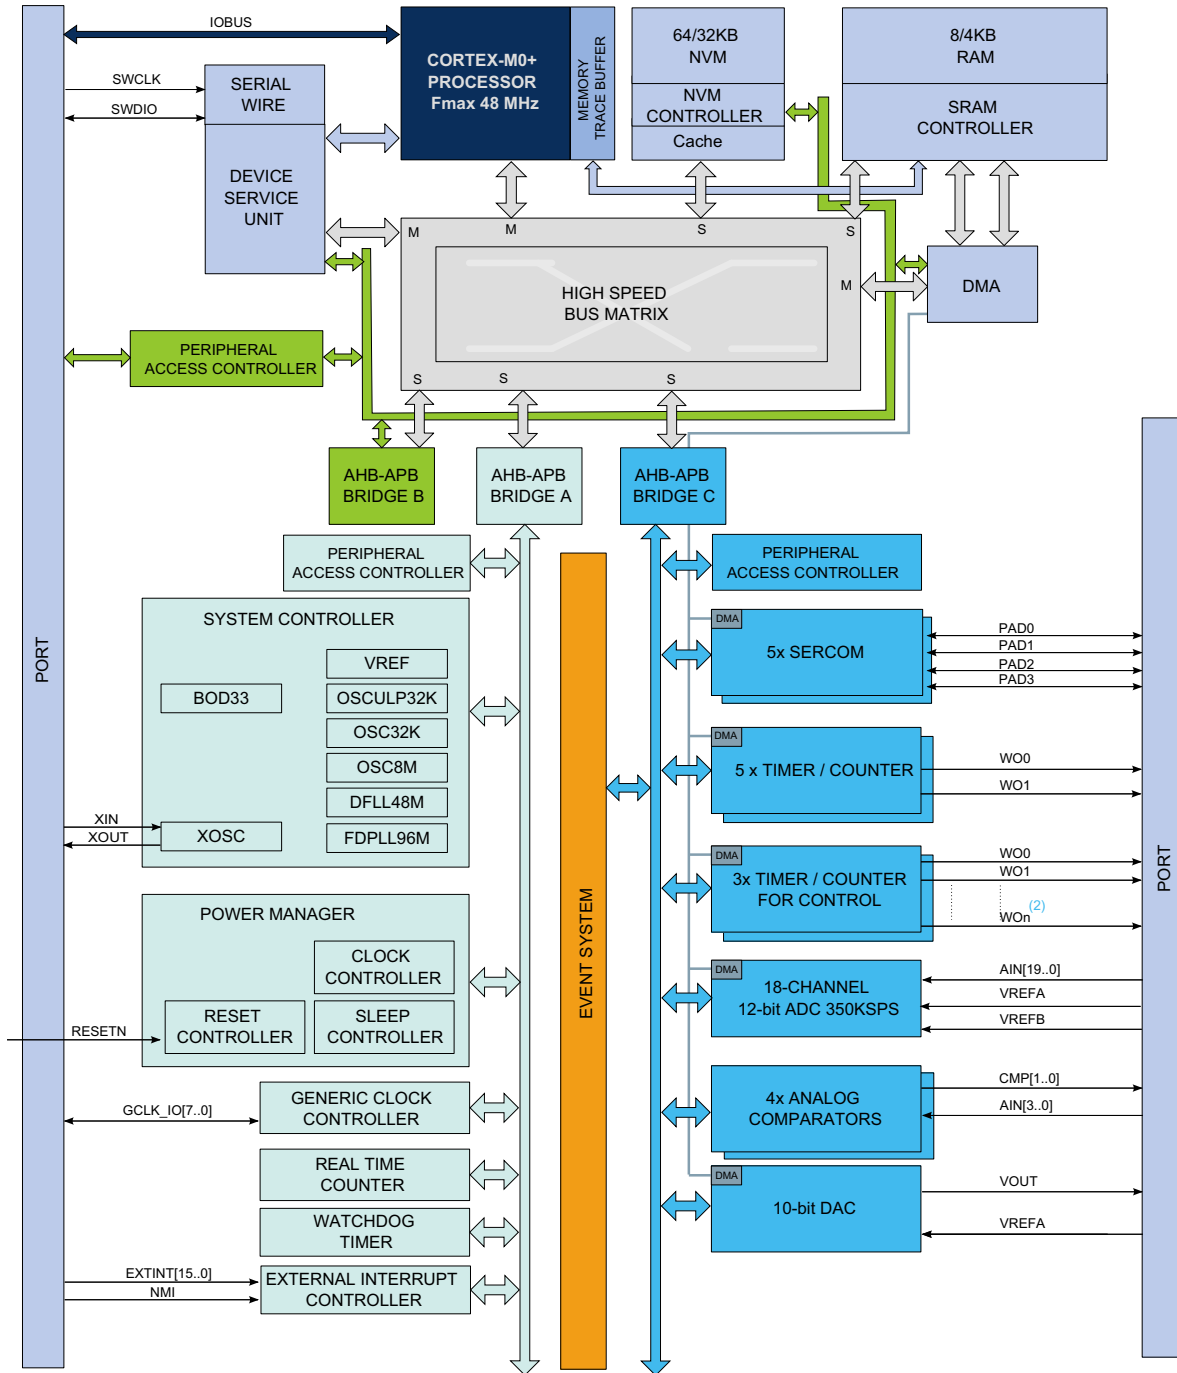 IOBUS
SWCLK
SWDIO
SERIAL
WIRE
DEVICE
SERVICE
UNIT
CORTEX-M0+
PROCESSOR
Fmax 48 MHz
MEMORY
TRACE BUFFER
64/32KB
NVM
NVM
CONTROLLER
Cache
8/4KB
RAM
SRAM
CONTROLLER
M
M
S
S
M
HIGH SPEED
BUS MATRIX
DMA
PERIPHERAL
ACCESS CONTROLLER
S
S
S
AHB-APB
BRIDGE B
AHB-APB
BRIDGE A
AHB-APB
BRIDGE C
PORT
PERIPHERAL
ACCESS CONTROLLER
SYSTEM CONTROLLER
VREF
BOD33
OSCULP32K
OSC32K
OSC8M
DFLL48M
XIN
XOUT
XOSC
FDPLL96M
POWER MANAGER
CLOCK
CONTROLLER
RESETN
RESET
CONTROLLER
SLEEP
CONTROLLER
GCLK_IO[7..0]
GENERIC CLOCK
CONTROLLER
REAL TIME
COUNTER
WATCHDOG
TIMER
EXTINT[15..0]
NMI
EXTERNAL INTERRUPT
CONTROLLER
EVENT SYSTEM
PERIPHERAL
ACCESS CONTROLLER
DMA
5x SERCOM
PAD0
PAD1
PAD2
PAD3
DMA
5 x TIMER / COUNTER
WO0
WO1
DMA
3x TIMER / COUNTER
FOR CONTROL
WO0
WO1
(2)
WOn
DMA
18-CHANNEL
12-bit ADC 350KSPS
AIN[19..0]
VREFA
VREFB
4x ANALOG
COMPARATORS
CMP[1..0]
AIN[3..0]
DMA
10-bit DAC
VOUT
VREFA
PORT